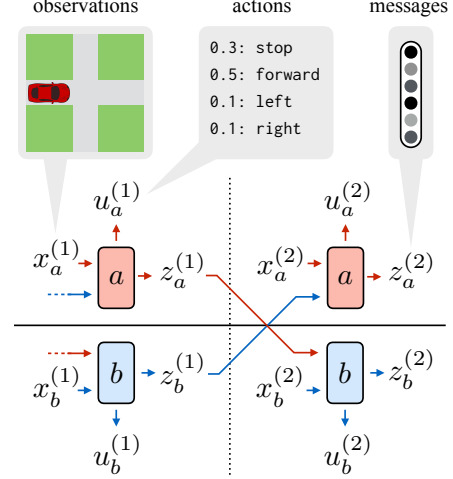 observations actions messages
0.3: stop
0.5: forward
0.1: left
0.1: right
u_a^{(1)} u_a^{(2)}
x_a^{(1)} a z_a^{(1)} x_a^{(2)} a z_a^{(2)}
x_b^{(1)} b z_b^{(1)} x_b^{(2)} b z_b^{(2)}
u_b^{(1)} u_b^{(2)}